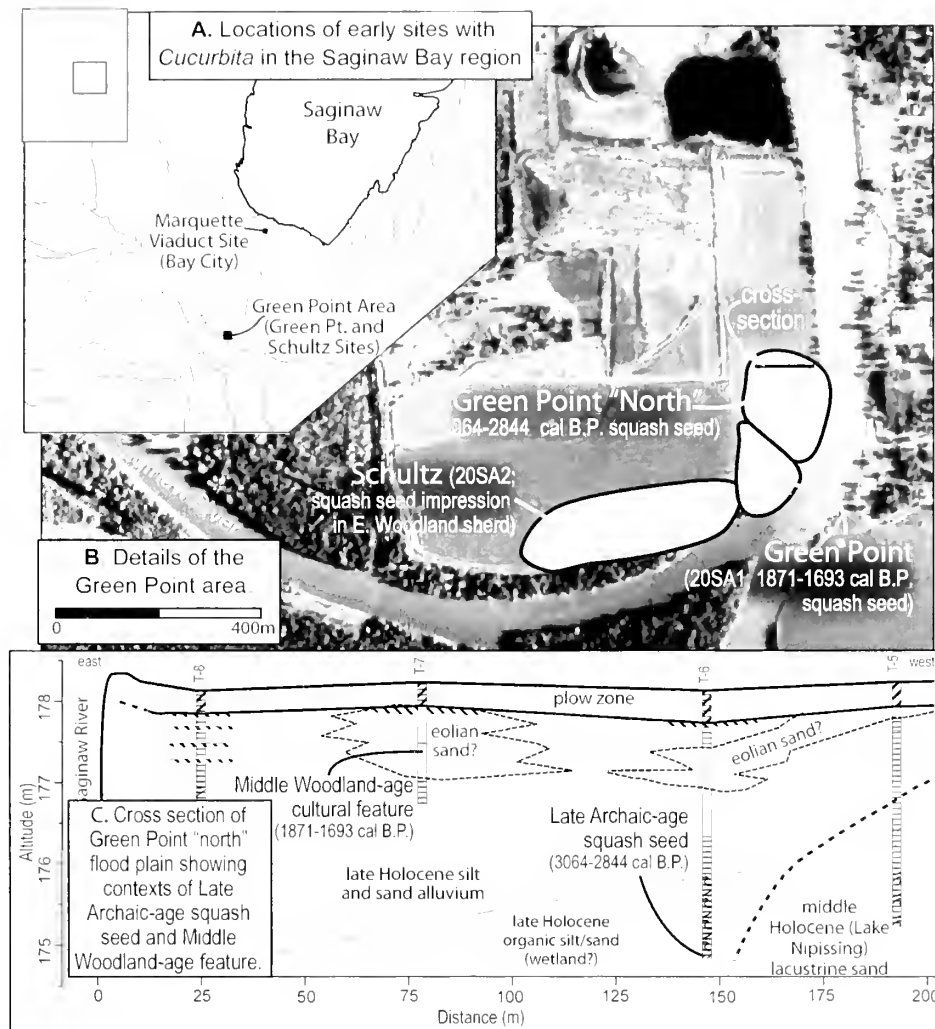 A. Locations of early sites with
Cucurbita in the Saginaw Bay region
Saginaw
Bay
Marquette
Viaduct Site
(Bay City)
Green Point Area
(Green Pt. and
Schultz Sites)
cross-
section
Green Point "North"
064-2844 cal B.P. squash seed)
Schultz (20SA2;
squash seed impression
in E. Woodland sherd)
Green Point
(20SA1, 1871-1693 cal B.P.
squash seed)
B Details of the
Green Point area
0 400m
east
west
T-8
T-7
T-6
T-5
plow zone
eolian
sand?
eolian sand?
Saginaw River
Middle Woodland-age
cultural feature
(1871-1693 cal B.P.)
Late Archaic-age
squash seed
(3064-2844 cal B.P.)
C. Cross section of
Green Point "north"
flood plain showing
contexts of Late
Archaic-age squash
seed and Middle
Woodland-age feature.
late Holocene silt
and sand alluvium
late Holocene
organic silt/sand
(wetland?)
middle
Holocene (Lake
Nipissing)
lacustrine sand
Altitude (m)
178
177
176
175
0 25 50 75 100 125 150 175 200
Distance (m)